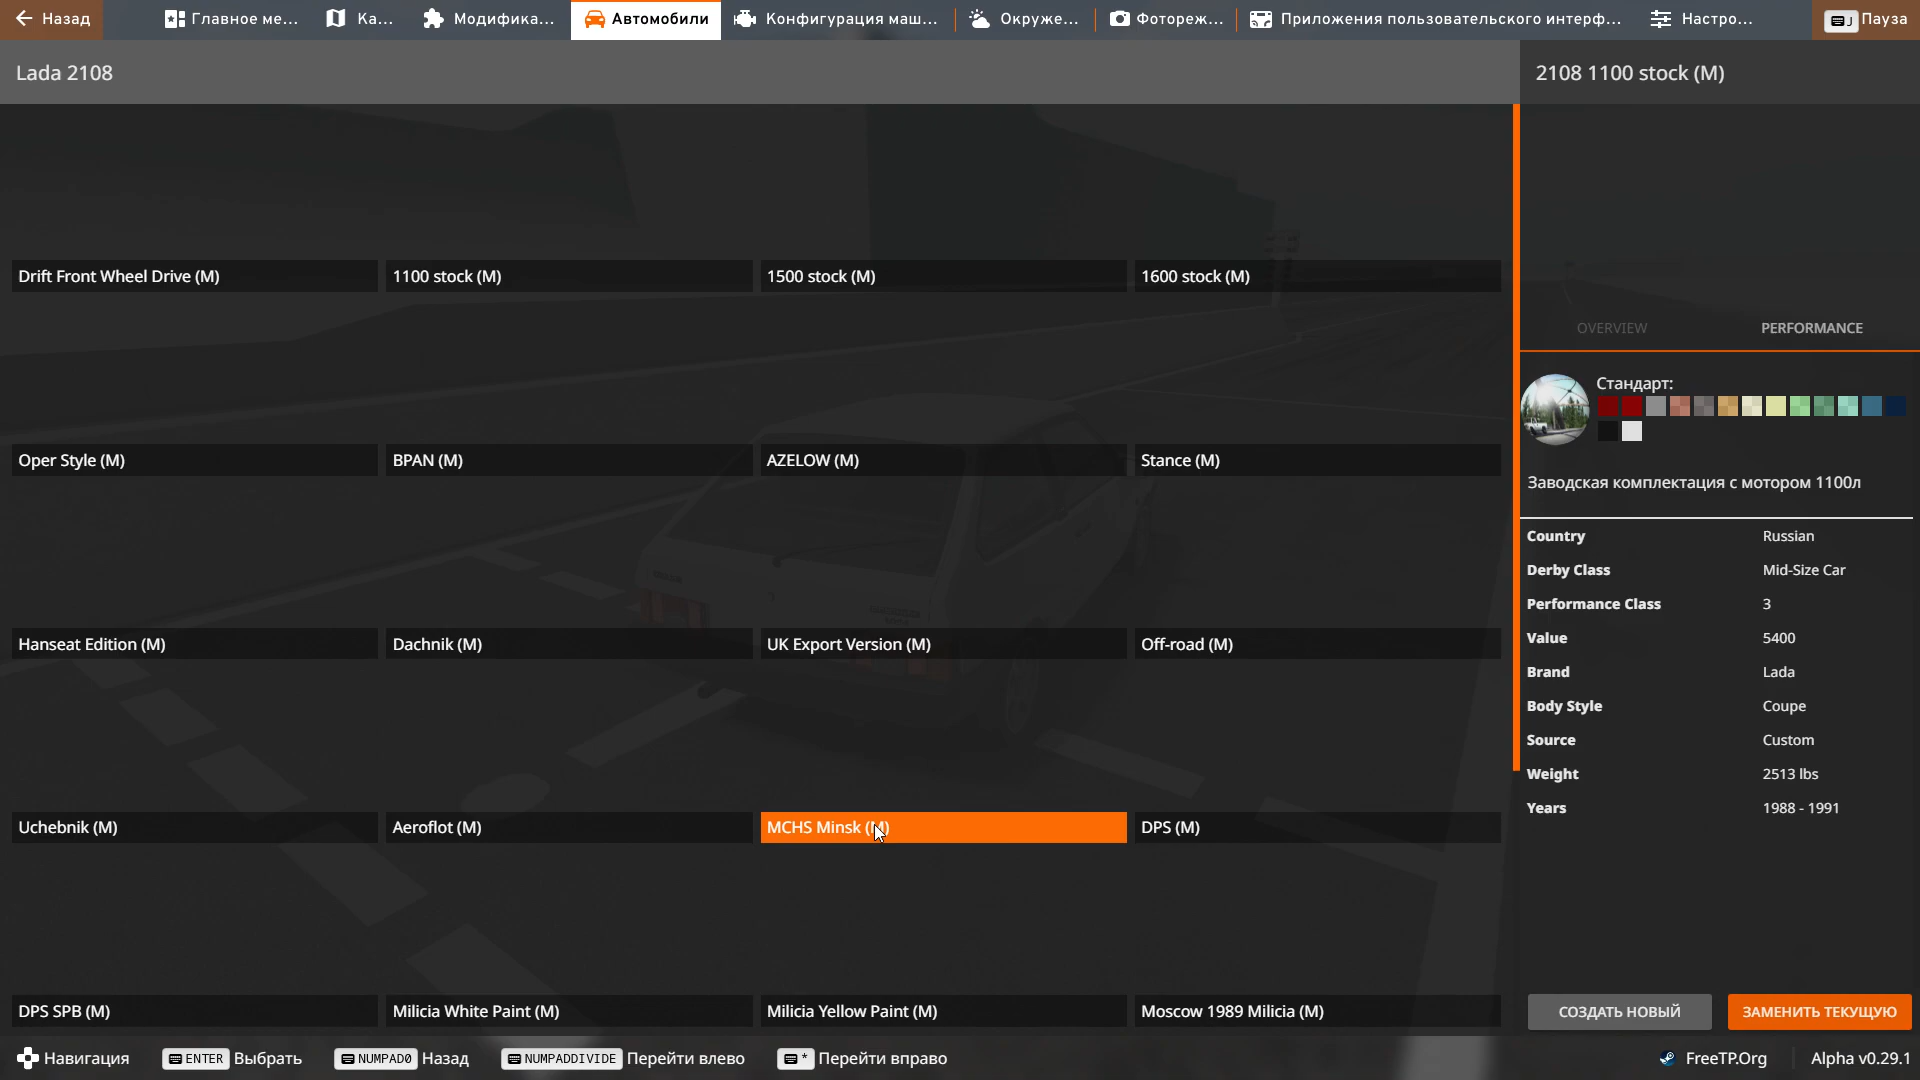 Назад
Главное ме...
Ка...
Модифика...
Автомобили
Конфигурация маш...
Окруже...
Фотореж...
Приложения пользовательского интерф...
Настро...
J Пауза
Lada 2108
2108 1100 stock (M)
Drift Front Wheel Drive (M)
1100 stock (M)
1500 stock (M)
1600 stock (M)
OVERVIEW
PERFORMANCE
Стандарт:
Oper Style (M)
BPAN (M)
AZELOW (M)
Stance (M)
Заводская комплектация с мотором 1100л
Country Russian
Derby Class Mid-Size Car
Performance Class 3
Value 5400
Brand Lada
Body Style Coupe
Source Custom
Weight 2513 lbs
Years 1988 - 1991
Hanseat Edition (M)
Dachnik (M)
UK Export Version (M)
Off-road (M)
Uchebnik (M)
Aeroflot (M)
MCHS Minsk (M)
DPS (M)
DPS SPB (M)
Milicia White Paint (M)
Milicia Yellow Paint (M)
Moscow 1989 Milicia (M)
СОЗДАТЬ НОВЫЙ
ЗАМЕНИТЬ ТЕКУЩУЮ
Навигация
ENTER Выбрать
NUMPAD0 Назад
NUMPADDIVIDE Перейти влево
* Перейти вправо
FreeTP.Org
Alpha v0.29.1